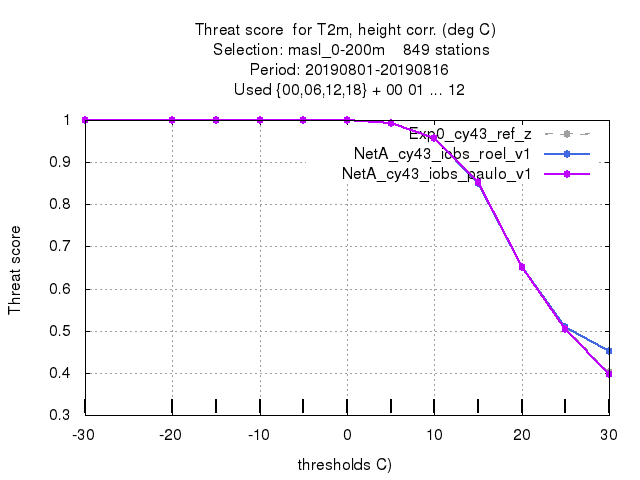 Threat score  for T2m, height corr. (deg C)
Selection: masl_0-200m    849 stations
Period: 20190801-20190816
Used {00,06,12,18} + 00 01 ... 12
Exp0_cy43_ref_z
NetA_cy43_iobs_roel_v1
NetA_cy43_iobs_paulo_v1
1
0.9
0.8
0.7
0.6
0.5
0.4
0.3
Threat score
-30 -20 -10 0 10 20 30
thresholds C)